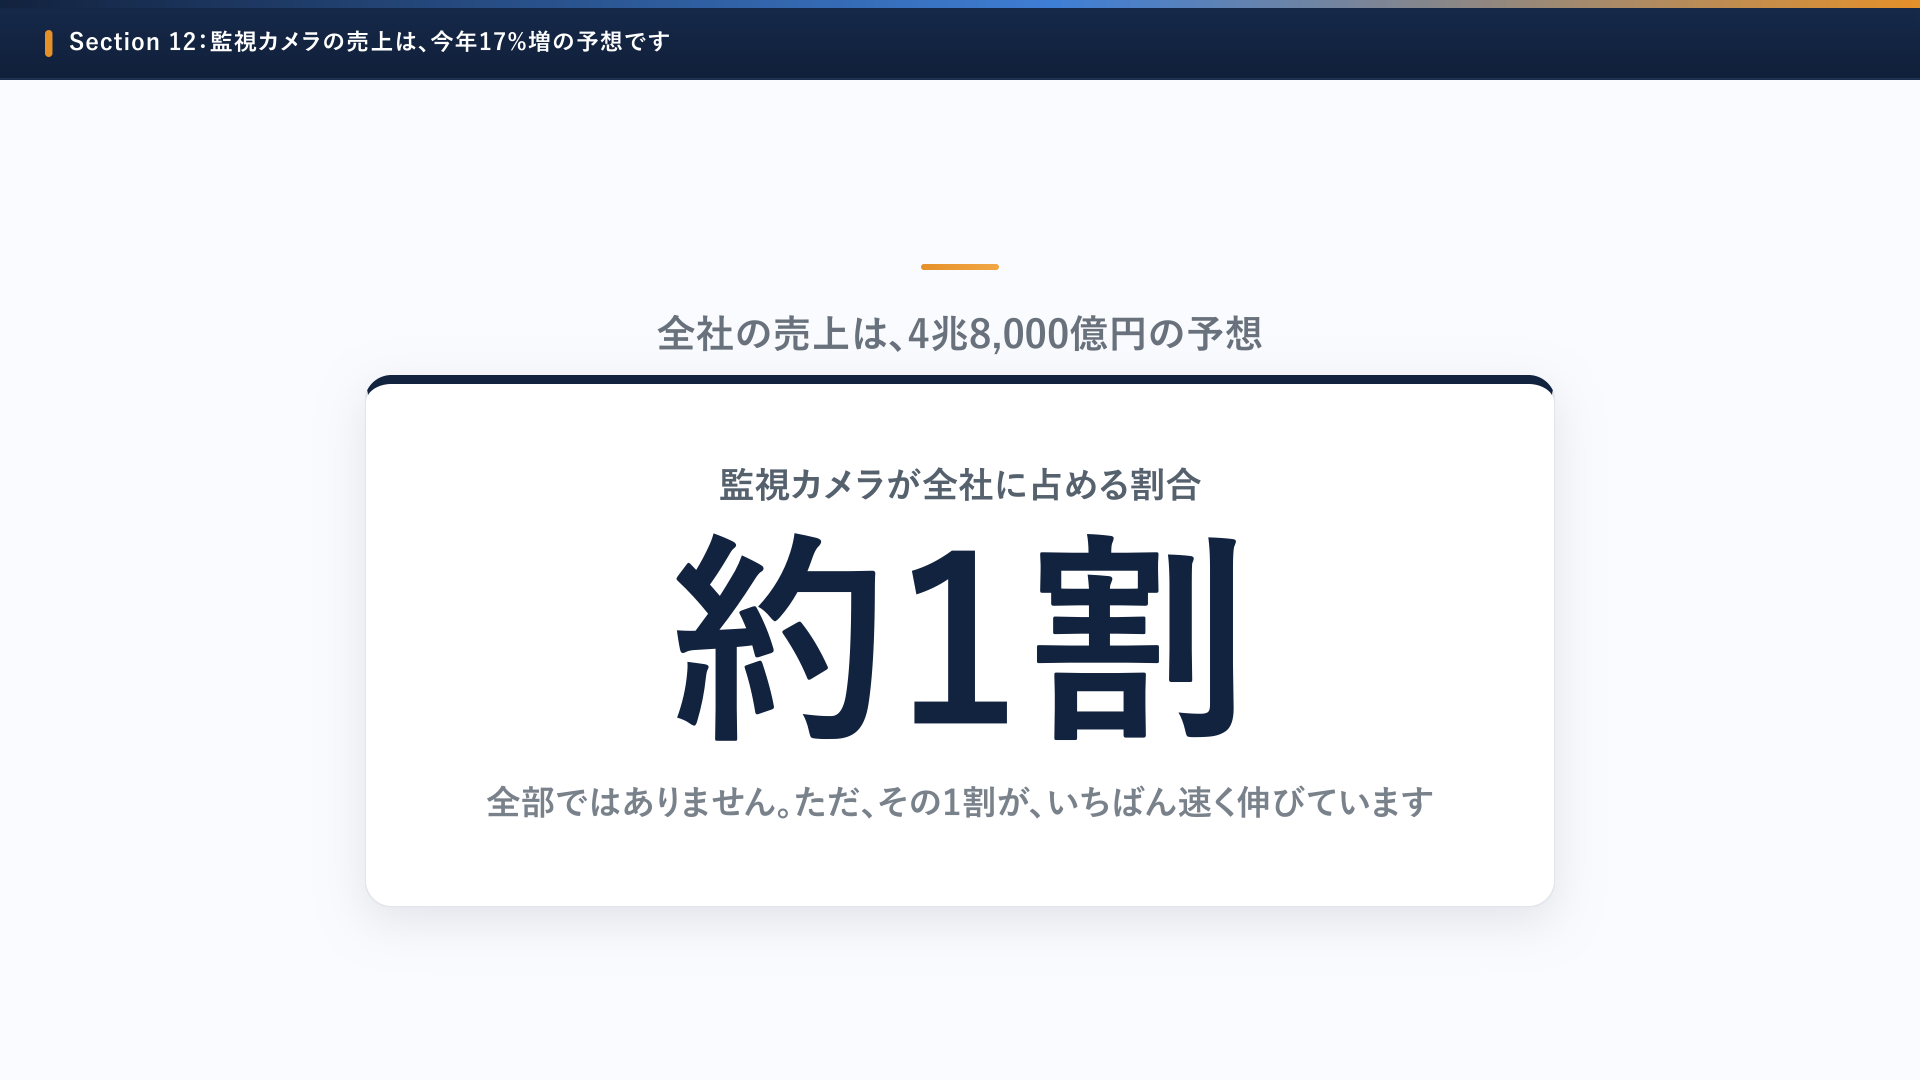 Section 12：監視カメラの売上は、今年17%増の予想です
全社の売上は、4兆8,000億円の予想
監視カメラが全社に占める割合
約1割
全部ではありません。ただ、その1割が、いちばん速く伸びています